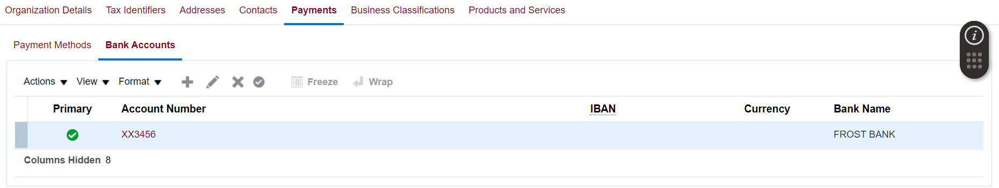 Organization Details Tax Identifiers Addresses Contacts Payments Business Classifications Products and Services
Payment Methods Bank Accounts
Actions View Format Freeze Wrap
Primary Account Number IBAN Currency Bank Name
XX3456 FROST BANK
Columns Hidden 8